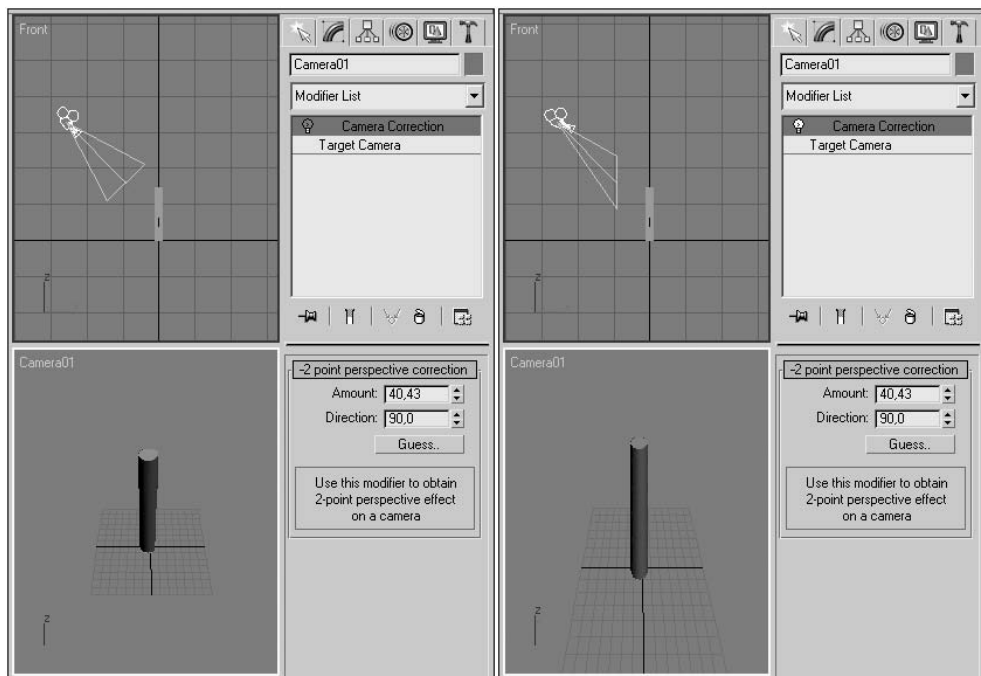 Front
Camera01
Modifier List
Camera Correction
Target Camera
z
Camera01
z
-2 point perspective correction
Amount: 40,43
Direction: 90,0
Guess..
Use this modifier to obtain
2-point perspective effect
on a camera
Front
Camera01
Modifier List
Camera Correction
Target Camera
z
Camera01
z
-2 point perspective correction
Amount: 40,43
Direction: 90,0
Guess..
Use this modifier to obtain
2-point perspective effect
on a camera